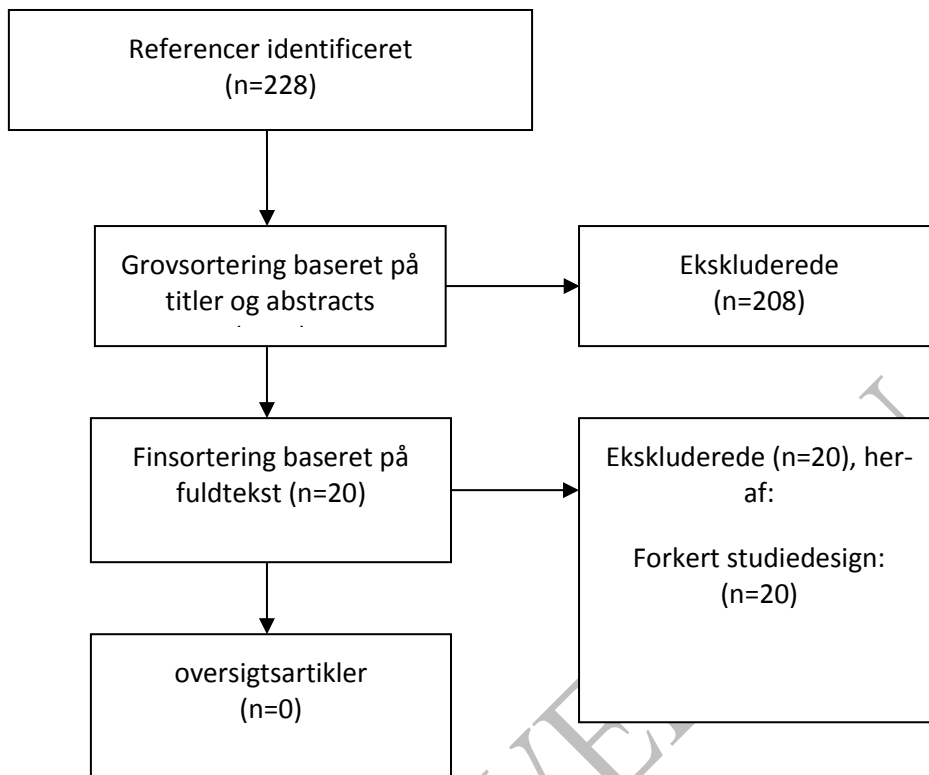 Referencer identificeret
(n=228)
Grovsortering baseret på
titler og abstracts
Ekskluderede
(n=208)
Finsortering baseret på
fuldtekst (n=20)
Ekskluderede (n=20), her-
af:
Forkert studiedesign:
(n=20)
oversigtsartikler
(n=0)